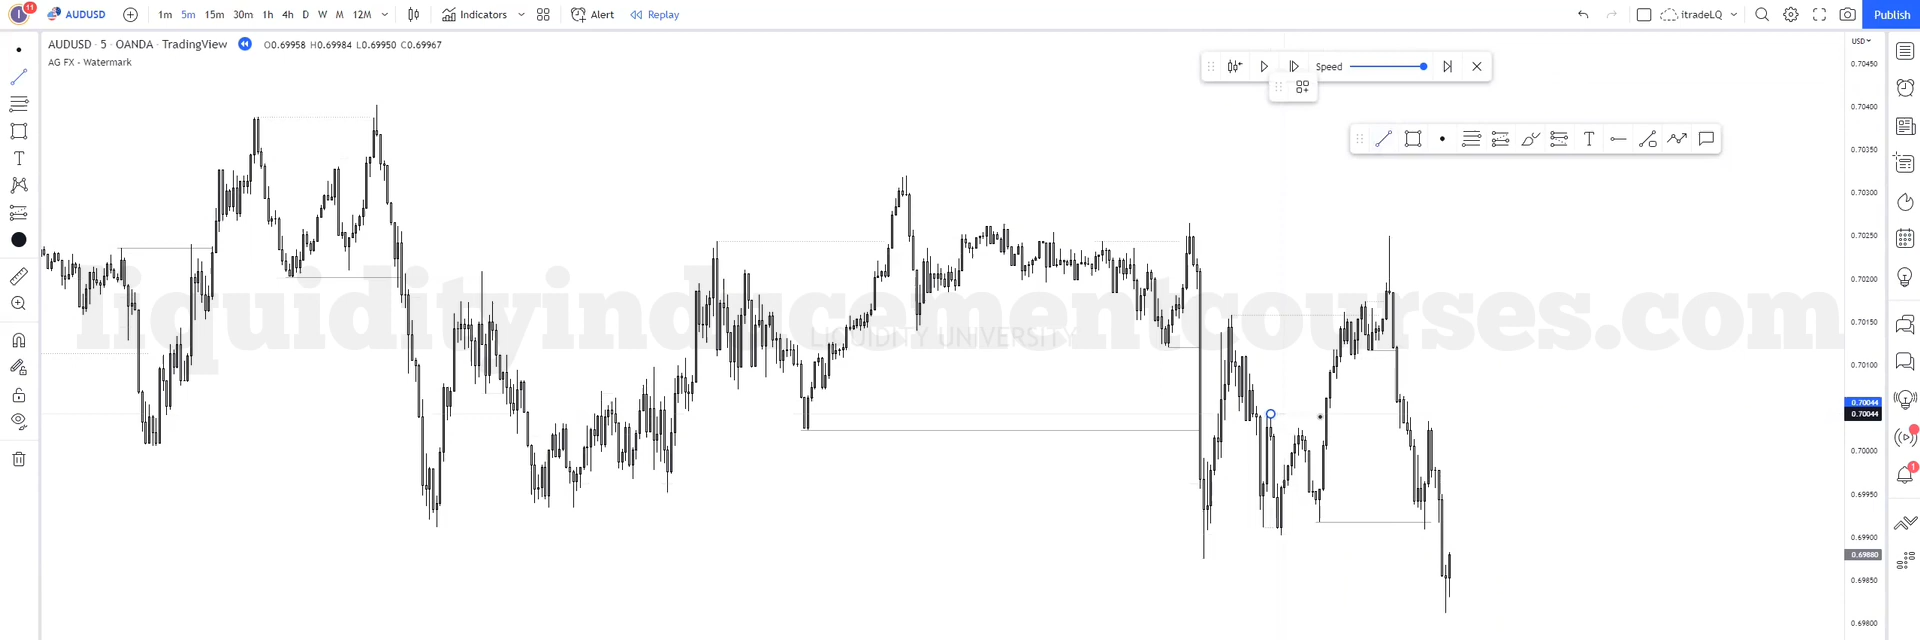 11 AUDUSD 1m 5m 15m 30m 1h 4h D W M 12M Indicators Alert Replay itradeLQ Publish
AUDUSD · 5 · OANDA · TradingView O0.69958 H0.69984 L0.69950 C0.69967
AG FX - Watermark
Speed
USD
0.70450
0.70400
0.70350
0.70300
0.70250
0.70200
0.70150
0.70100
0.70044
0.70044
0.70000
0.69950
0.69900
0.69880
0.69850
0.69800
liquidityinducementcourses.com
LIQUIDITY UNIVERSITY
1